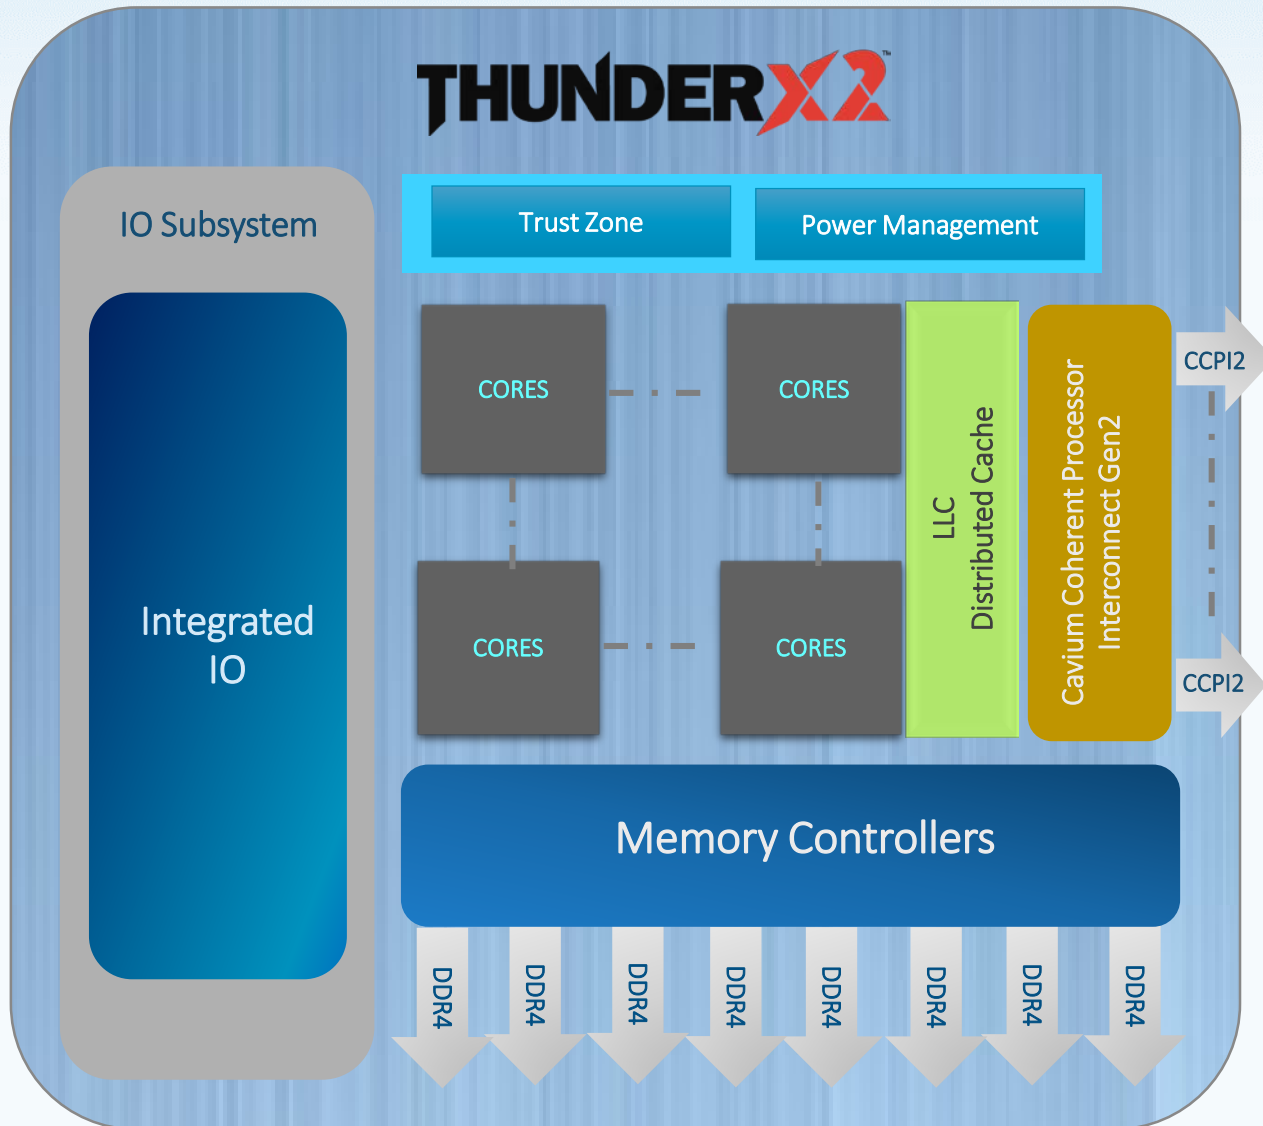 THUNDERX2™
IO Subsystem
Trust Zone
Power Management
Integrated
IO
CORES
CORES
CORES
CORES
LLC
Distributed Cache
Cavium Coherent Processor
Interconnect Gen2
CCPI2
CCPI2
Memory Controllers
DDR4
DDR4
DDR4
DDR4
DDR4
DDR4
DDR4
DDR4